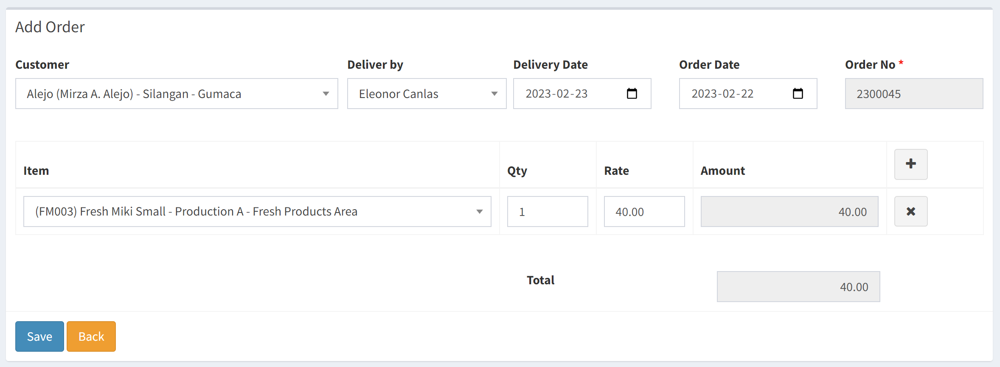 Add Order
Customer Deliver by Delivery Date Order Date Order No *
Alejo (Mirza A. Alejo) - Silangan - Gumaca Eleonor Canlas 2023-02-23 2023-02-22 2300045
Item Qty Rate Amount
(FM003) Fresh Miki Small - Production A - Fresh Products Area 1 40.00 40.00
Total 40.00
Save Back